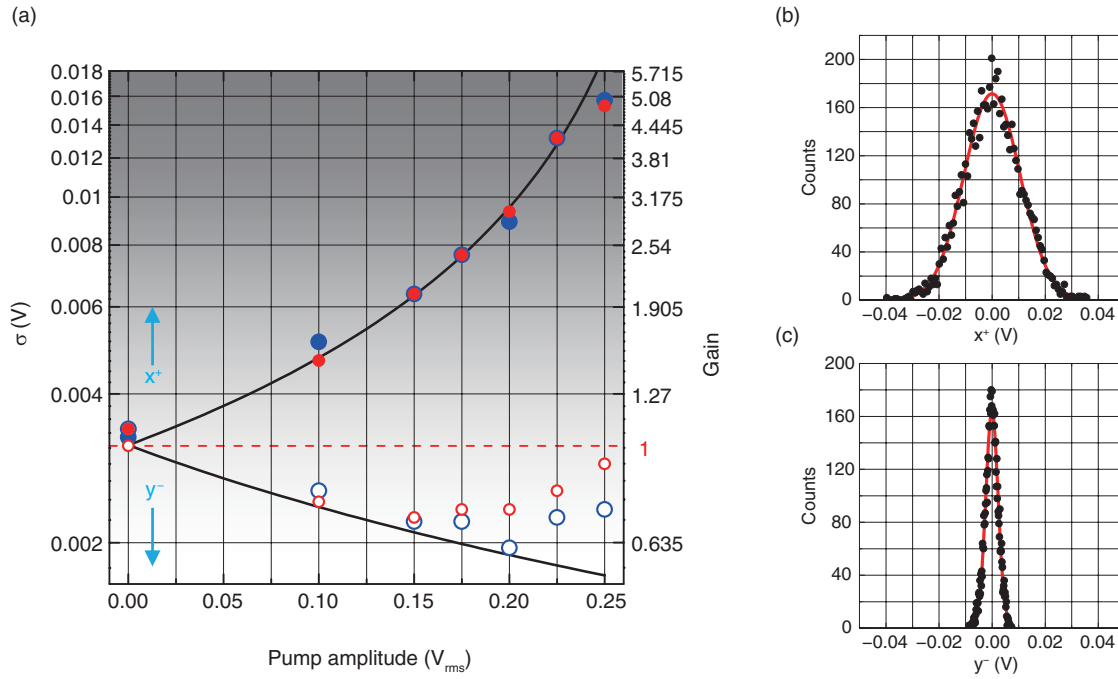 (a)
0.018
0.016
0.014
0.012
0.01
0.008
0.006
0.004
0.002
σ (V)
x⁺
y⁻
5.715
5.08
4.445
3.81
3.175
2.54
1.905
1.27
1
0.635
Gain
0.00 0.05 0.10 0.15 0.20 0.25
Pump amplitude (Vrms)
(b)
200
160
120
80
40
0
Counts
−0.04 −0.02 0.00 0.02 0.04
x⁺ (V)
(c)
200
160
120
80
40
0
Counts
−0.04 −0.02 0.00 0.02 0.04
y⁻ (V)